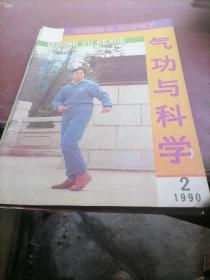 QIGONG & SCIENCE
QIGONG YU KEXUE
气功与科学
2
1990